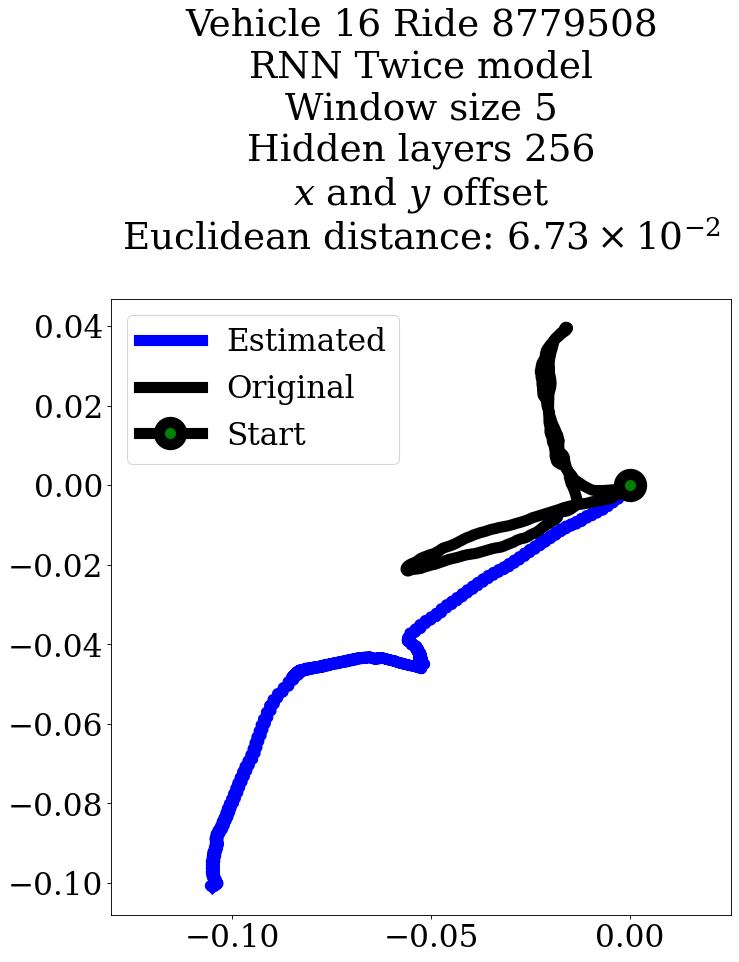 Vehicle 16 Ride 8779508
RNN Twice model
Window size 5
Hidden layers 256
x and y offset
Euclidean distance: 6.73 × 10⁻²
Estimated
Original
Start
0.04
0.02
0.00
−0.02
−0.04
−0.06
−0.08
−0.10
−0.10 −0.05 0.00